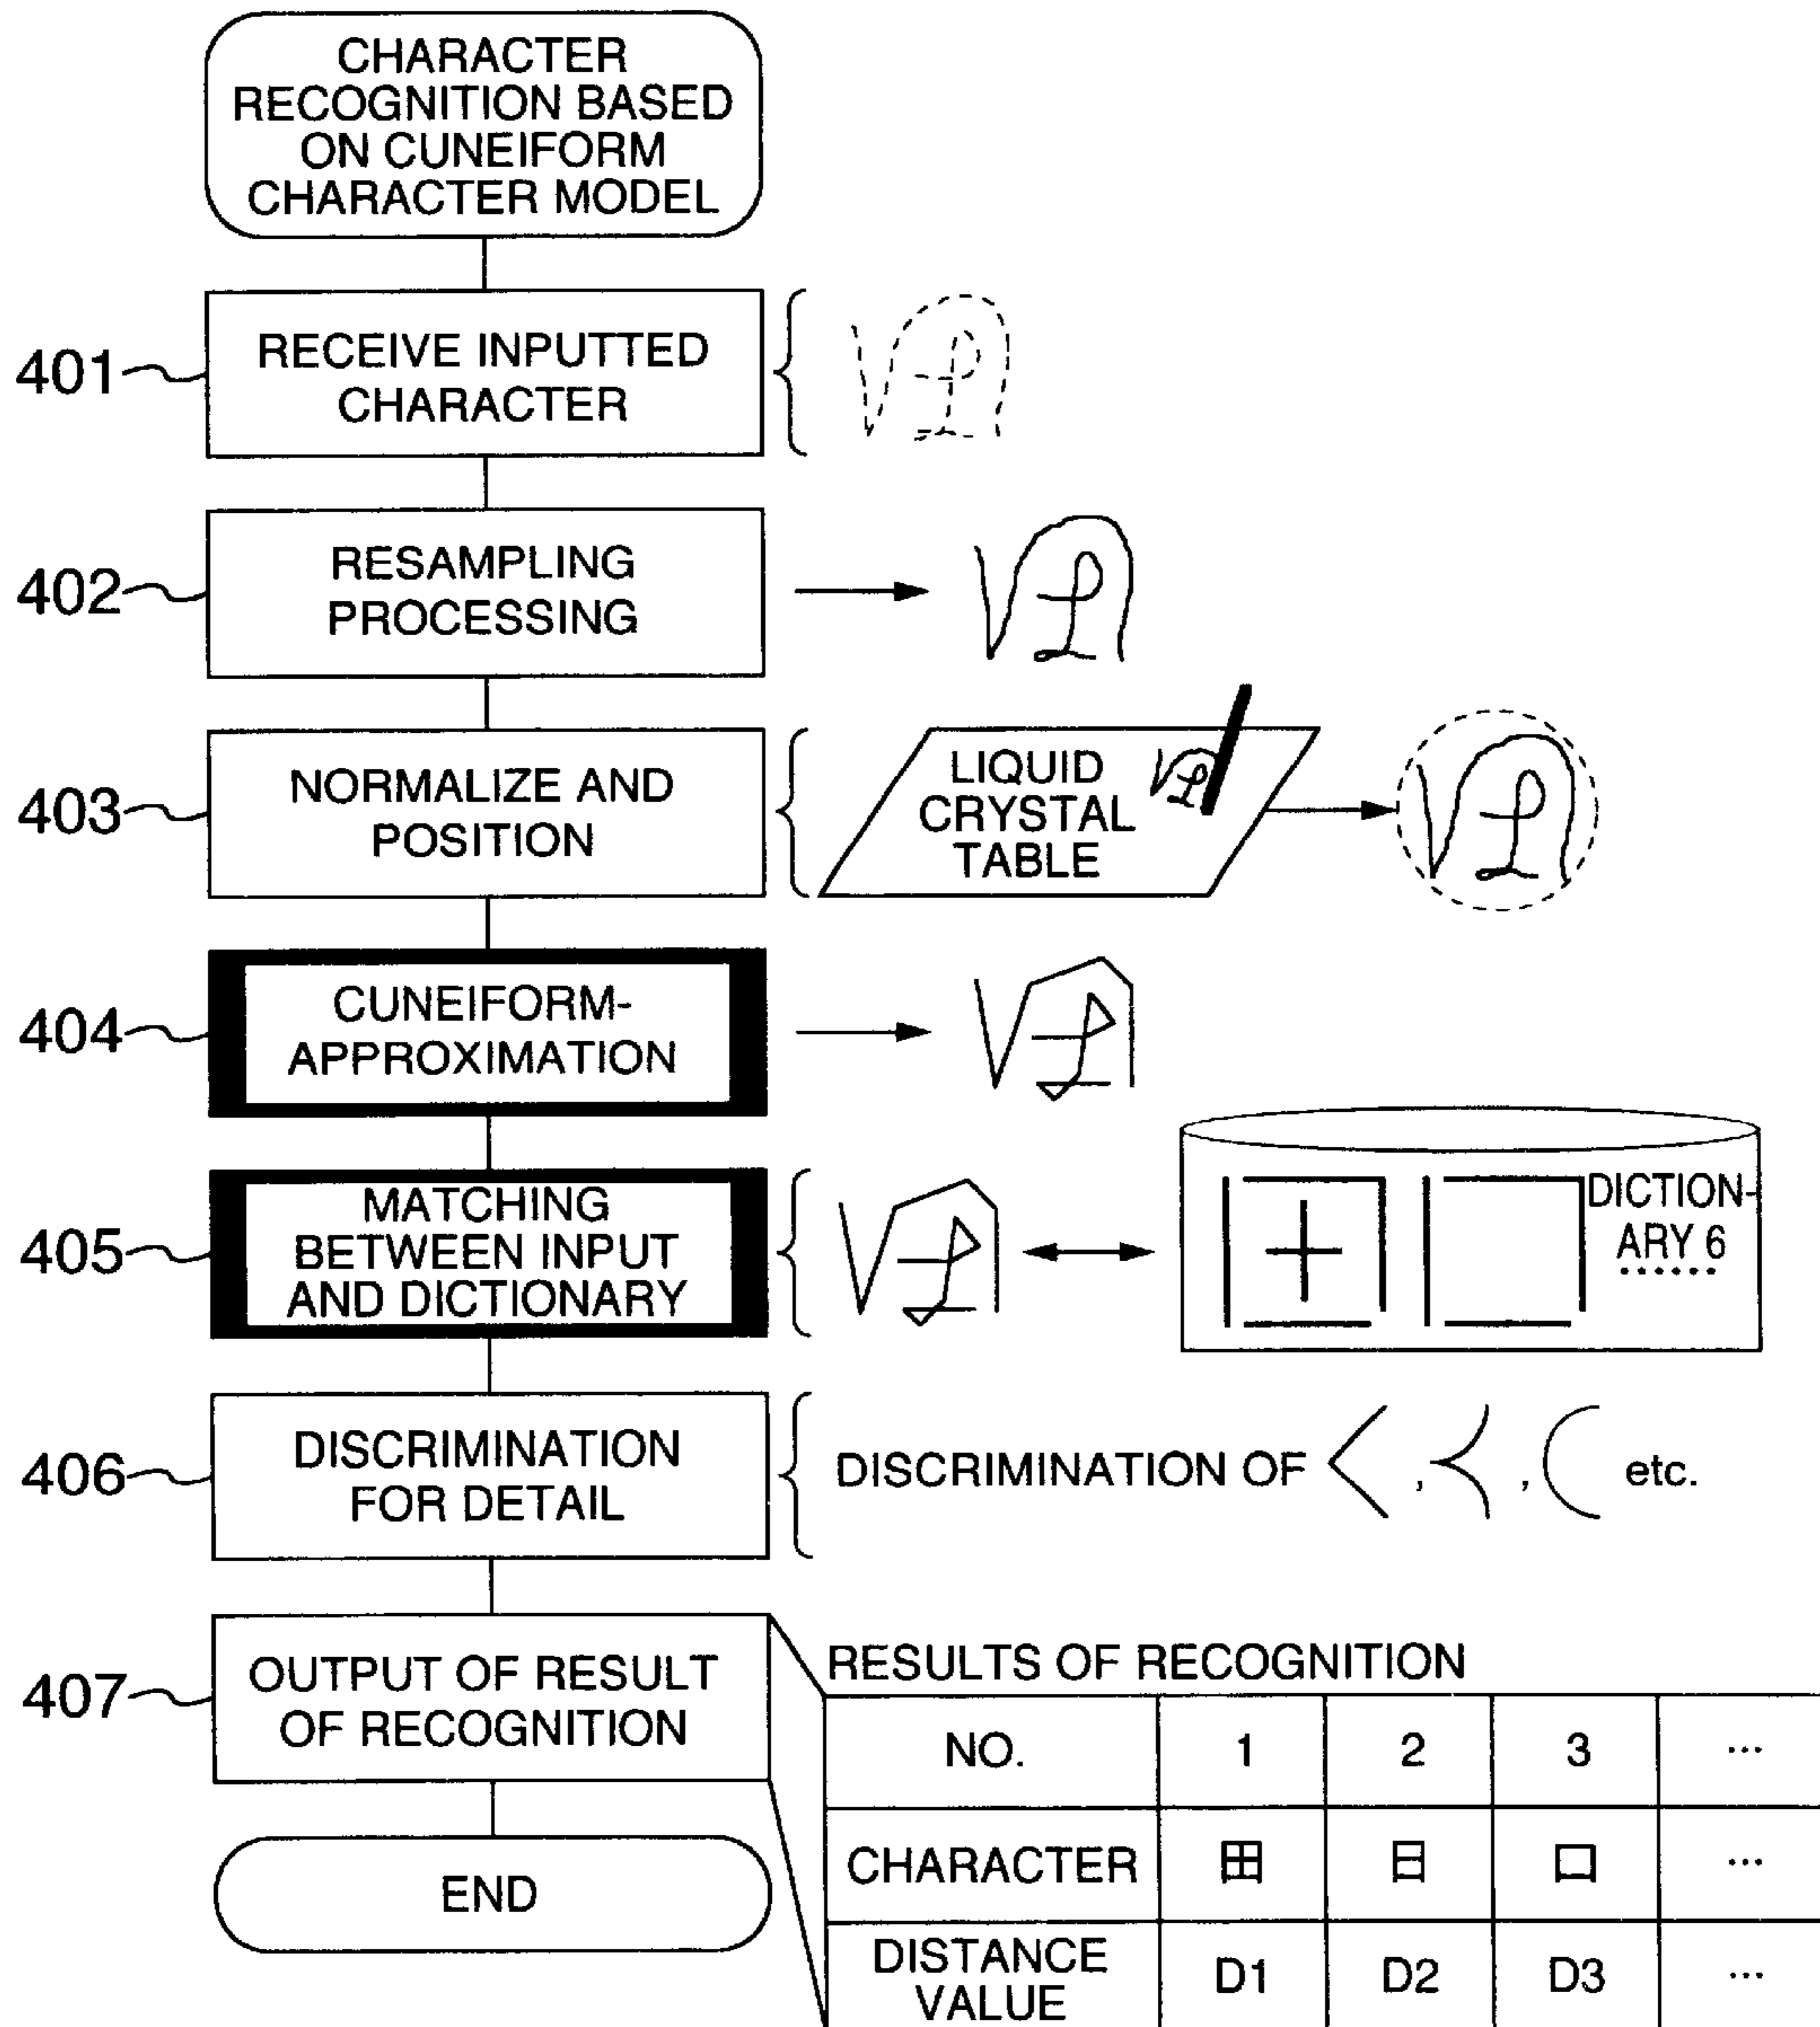 CHARACTER
RECOGNITION BASED
ON CUNEIFORM
CHARACTER MODEL
401
RECEIVE INPUTTED
CHARACTER
402
RESAMPLING
PROCESSING
403
NORMALIZE AND
POSITION
LIQUID
CRYSTAL
TABLE
404
CUNEIFORM-
APPROXIMATION
405
MATCHING
BETWEEN INPUT
AND DICTIONARY
DICTION-
ARY 6
......
406
DISCRIMINATION
FOR DETAIL
DISCRIMINATION OF , , etc.
407
OUTPUT OF RESULT
OF RECOGNITION
RESULTS OF RECOGNITION
NO. 1 2 3 ...
CHARACTER 田 日 口 ...
DISTANCE
VALUE D1 D2 D3 ...
END